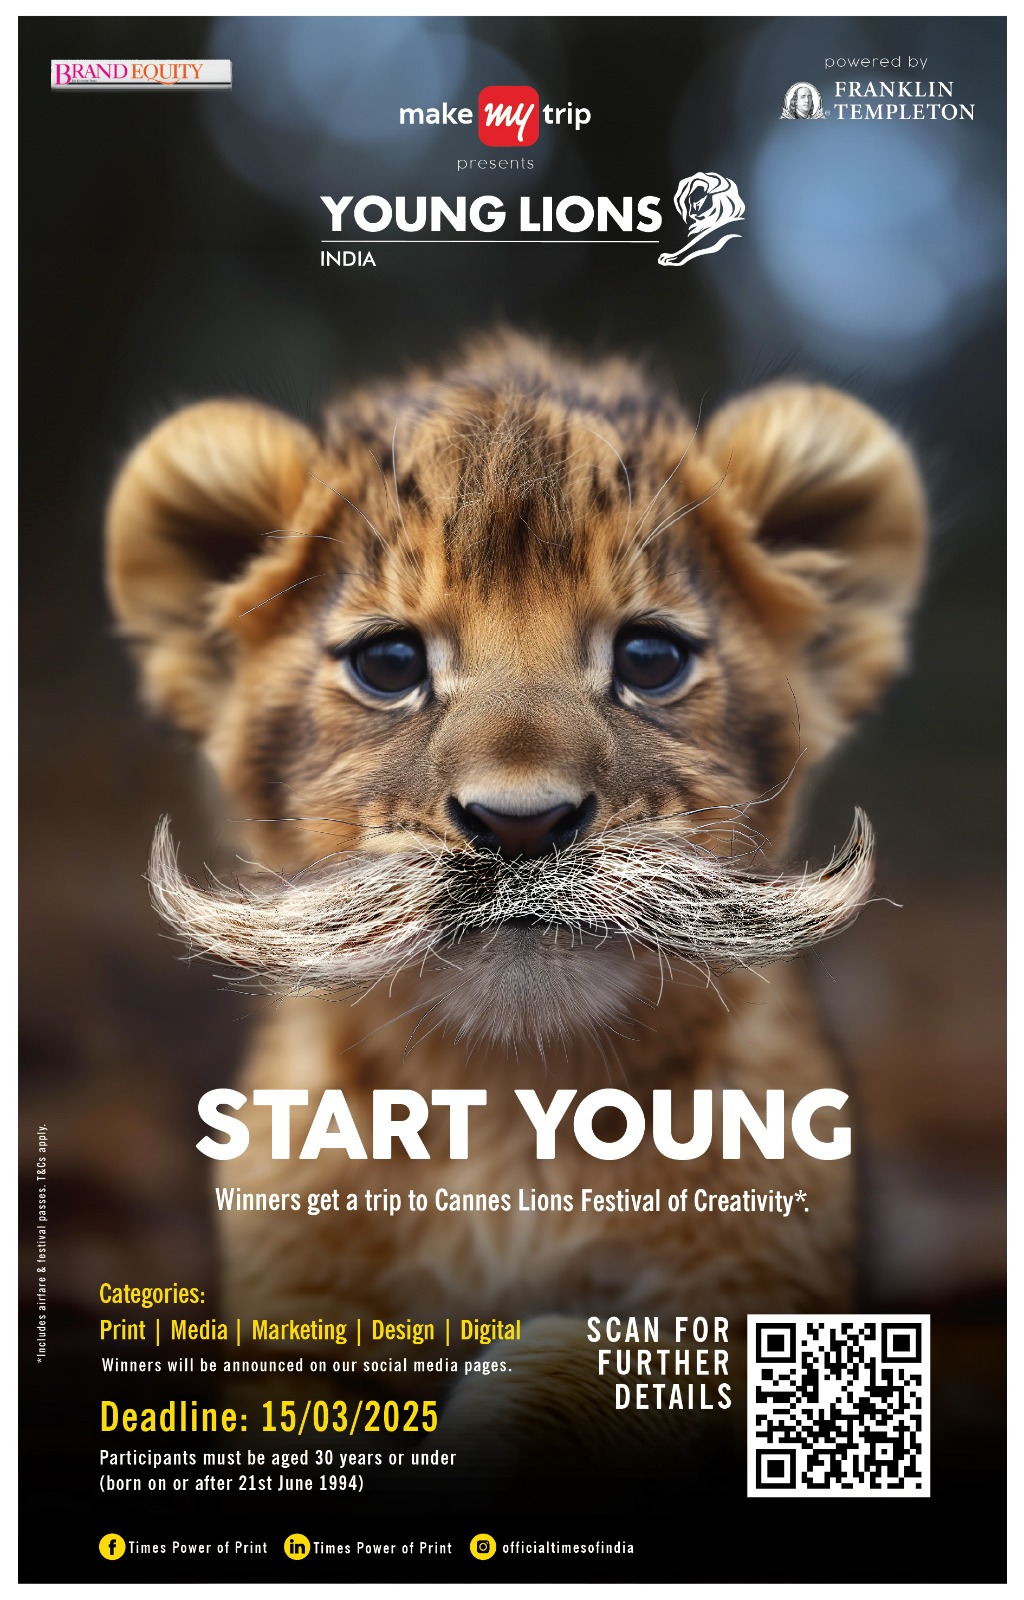 BRAND EQUITY
powered by
FRANKLIN
TEMPLETON
make my trip
presents
YOUNG LIONS
INDIA
START YOUNG
Winners get a trip to Cannes Lions Festival of Creativity*.
*Includes airfare & festival passes. T&Cs apply.
Categories:
Print | Media | Marketing | Design | Digital
Winners will be announced on our social media pages.
Deadline: 15/03/2025
Participants must be aged 30 years or under
(born on or after 21st June 1994)
SCAN FOR
FURTHER
DETAILS
Times Power of Print
Times Power of Print
officialtimesofindia